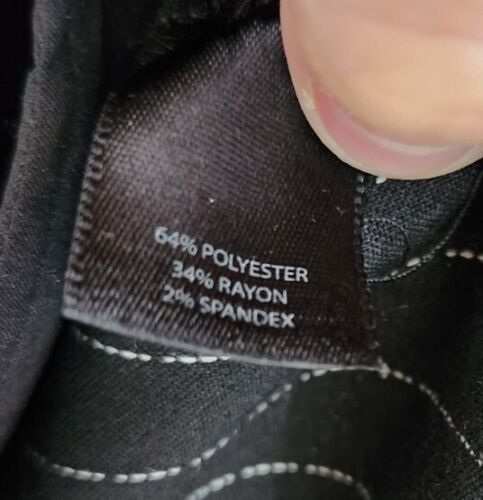 64% POLYESTER
34% RAYON
2% SPANDEX